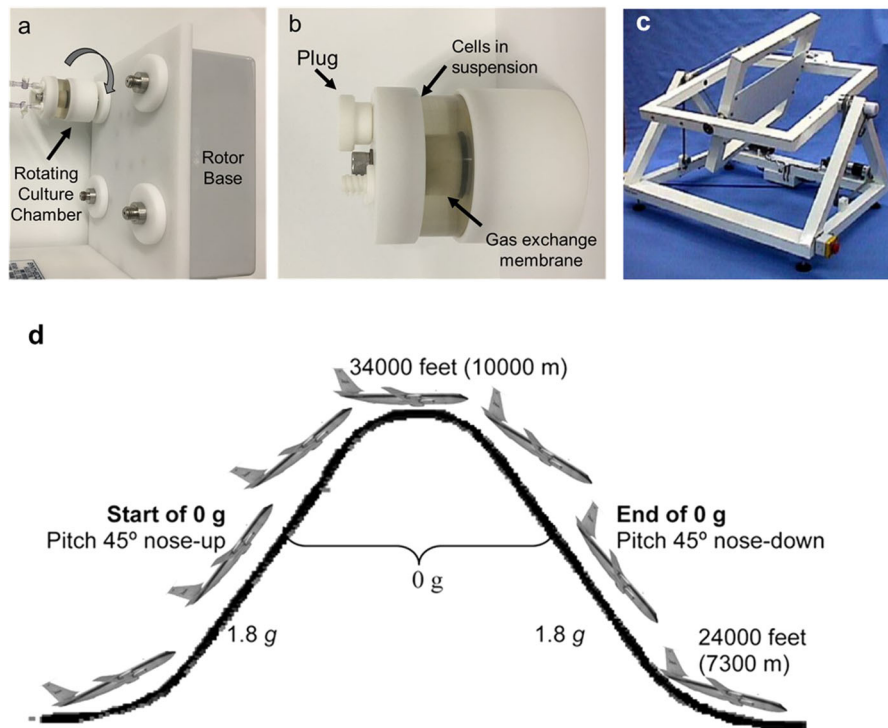 a
Rotating
Culture
Chamber
Rotor
Base
b
Plug
Cells in
suspension
Gas exchange
membrane
c
d
34000 feet (10000 m)
Start of 0 g
Pitch 45º nose-up
End of 0 g
Pitch 45º nose-down
0 g
1.8 g
1.8 g
24000 feet
(7300 m)